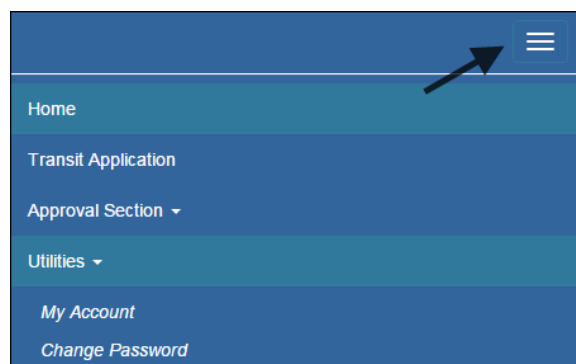 Home
Transit Application
Approval Section
Utilities
My Account
Change Password